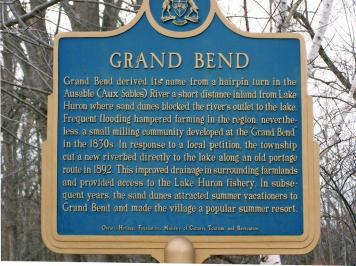 GRAND BEND
Grand Bend derived its name from a hairpin turn in the
Ausable (Aux Sables) River a short distance inland from Lake
Huron where sand dunes blocked the river's outlet to the lake.
Frequent flooding hampered farming in the region; neverthe-
less, a small milling community developed at the "Grand Bend"
in the 1830s. In response to a local petition, the township
cut a new riverbed directly to the lake along an old portage
route in 1892. This improved drainage in surrounding farmlands
and provided access to the Lake Huron fishery. In subse-
quent years, the sand dunes attracted summer vacationers to
Grand Bend and made the village a popular summer resort.
Ontario Heritage Foundation, Ministry of Culture, Tourism and Recreation